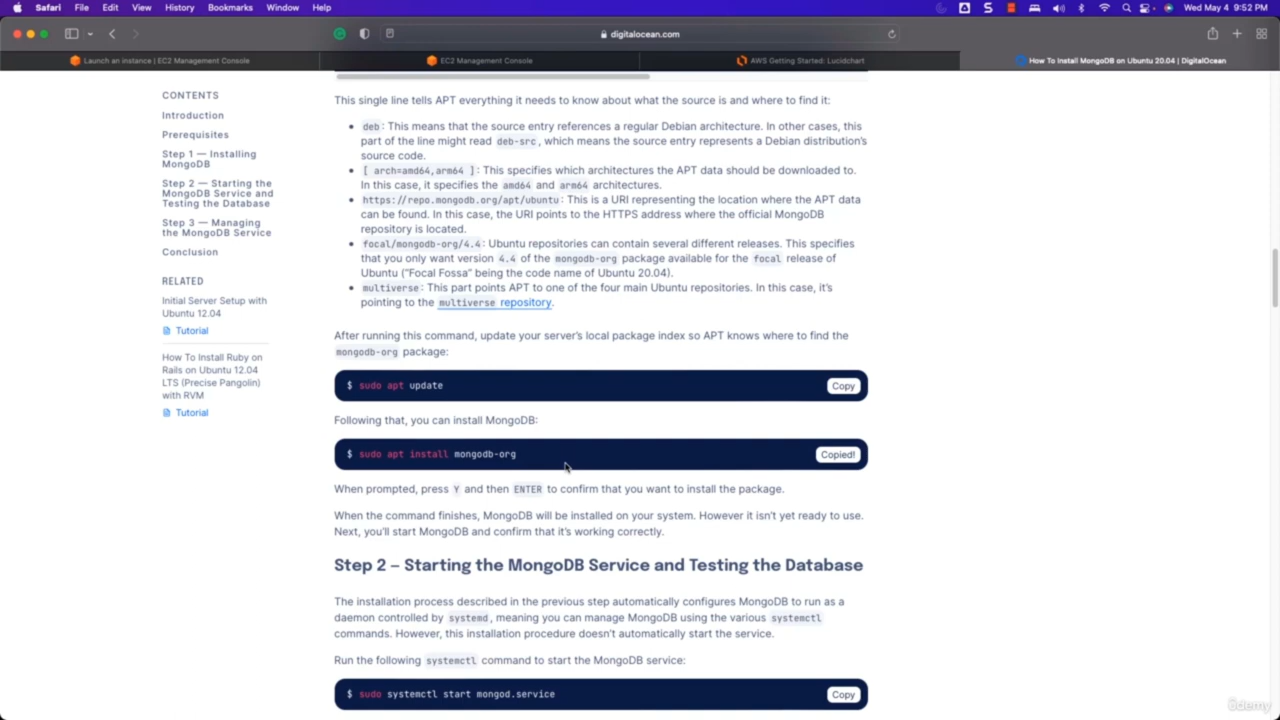 Safari File Edit View History Bookmarks Window Help
Wed May 4 9:52 PM
digitalocean.com
Launch an instance | EC2 Management Console
EC2 Management Console
AWS Getting Started: Lucidchart
How To Install MongoDB on Ubuntu 20.04 | DigitalOcean
CONTENTS
Introduction
Prerequisites
Step 1 — Installing
MongoDB
Step 2 — Starting the
MongoDB Service and
Testing the Database
Step 3 — Managing
the MongoDB Service
Conclusion
RELATED
Initial Server Setup with
Ubuntu 12.04
Tutorial
How To Install Ruby on
Rails on Ubuntu 12.04
LTS (Precise Pangolin)
with RVM
Tutorial
This single line tells APT everything it needs to know about what the source is and where to find it:
• deb: This means that the source entry references a regular Debian architecture. In other cases, this
part of the line might read deb-src, which means the source entry represents a Debian distribution's
source code.
• [ arch=amd64,arm64 ]: This specifies which architectures the APT data should be downloaded to.
In this case, it specifies the amd64 and arm64 architectures.
• https://repo.mongodb.org/apt/ubuntu: This is a URI representing the location where the APT data
can be found. In this case, the URI points to the HTTPS address where the official MongoDB
repository is located.
• focal/mongodb-org/4.4: Ubuntu repositories can contain several different releases. This specifies
that you only want version 4.4 of the mongodb-org package available for the focal release of
Ubuntu ("Focal Fossa" being the code name of Ubuntu 20.04).
• multiverse: This part points APT to one of the four main Ubuntu repositories. In this case, it's
pointing to the multiverse repository.
After running this command, update your server's local package index so APT knows where to find the
mongodb-org package:
$ sudo apt update
Copy
Following that, you can install MongoDB:
$ sudo apt install mongodb-org
Copied!
When prompted, press Y and then ENTER to confirm that you want to install the package.
When the command finishes, MongoDB will be installed on your system. However it isn't yet ready to use.
Next, you'll start MongoDB and confirm that it's working correctly.
Step 2 – Starting the MongoDB Service and Testing the Database
The installation process described in the previous step automatically configures MongoDB to run as a
daemon controlled by systemd, meaning you can manage MongoDB using the various systemctl
commands. However, this installation procedure doesn't automatically start the service.
Run the following systemctl command to start the MongoDB service:
$ sudo systemctl start mongod.service
Copy
ûdemy